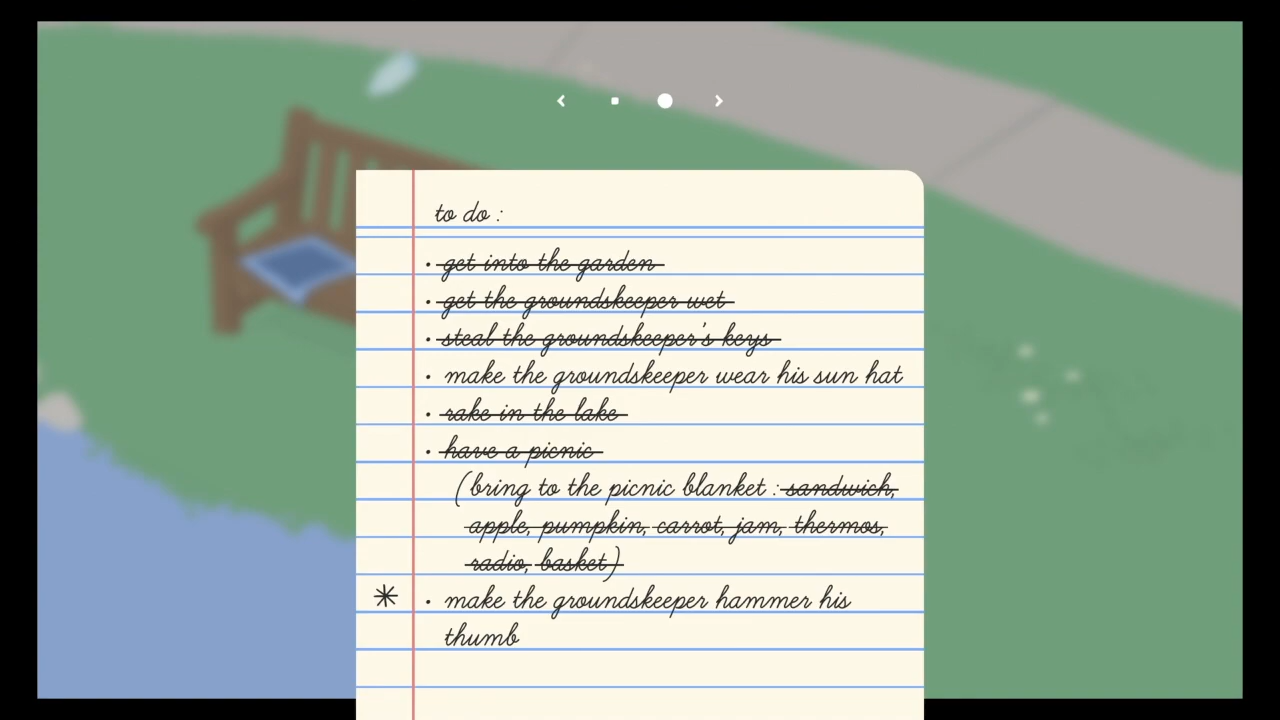 to do :
• get into the garden
• get the groundskeeper wet
• steal the groundskeeper's keys
• make the groundskeeper wear his sun hat
• rake in the lake
• have a picnic
(bring to the picnic blanket : sandwich,
apple, pumpkin, carrot, jam, thermos,
radio, basket)
• make the groundskeeper hammer his
thumb